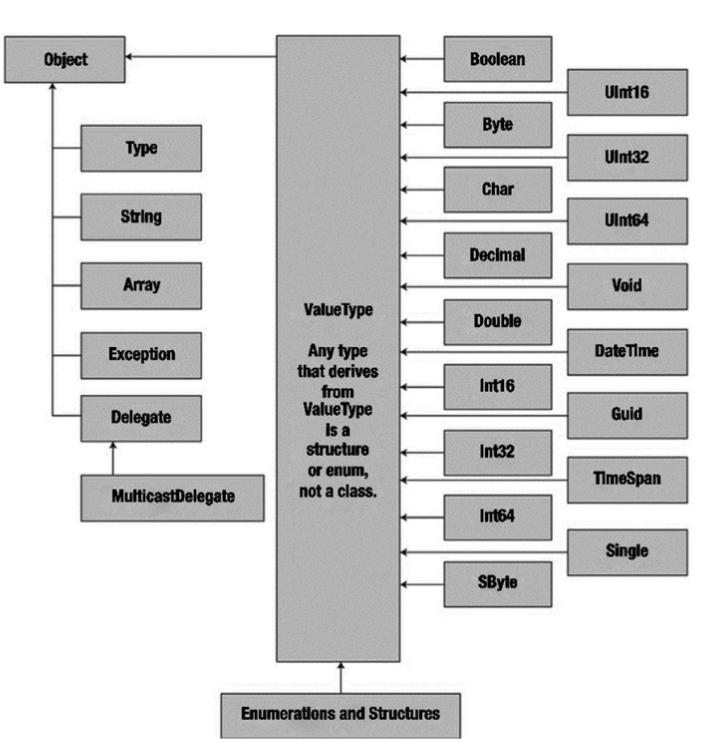 Object
Type
String
Array
Exception
Delegate
MulticastDelegate
ValueType
Any type
that derives
from
ValueType
is a
structure
or enum,
not a class.
Boolean
UInt16
Byte
UInt32
Char
UInt64
Decimal
Void
Double
DateTime
Int16
Guid
Int32
TimeSpan
Int64
Single
SByte
Enumerations and Structures